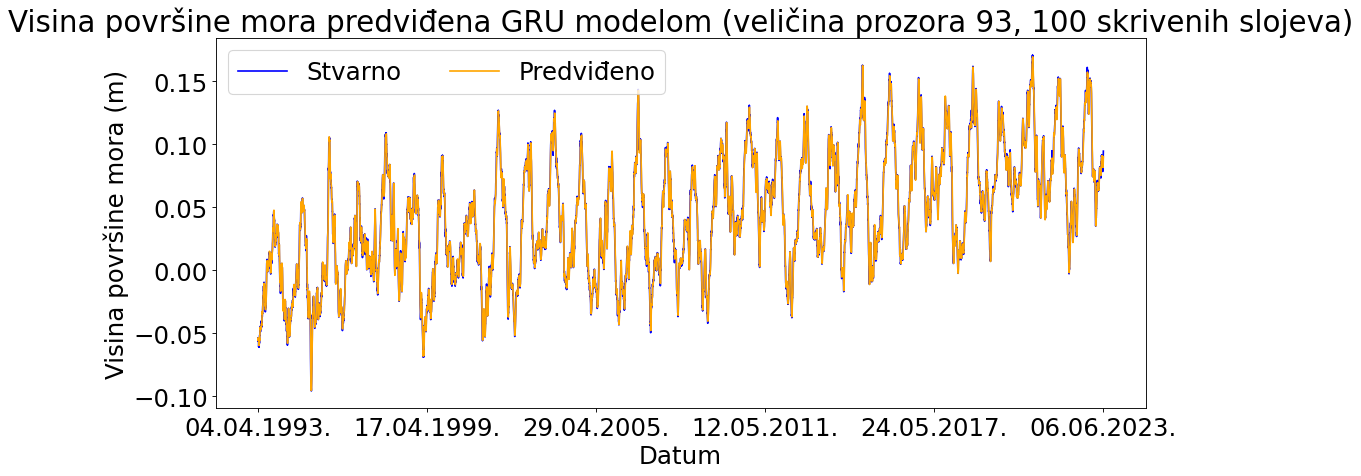 Visina površine mora predviđena GRU modelom (veličina prozora 93, 100 skrivenih slojeva)
Stvarno Predviđeno
Visina površine mora (m)
0.15
0.10
0.05
0.00
−0.05
−0.10
04.04.1993. 17.04.1999. 29.04.2005. 12.05.2011. 24.05.2017. 06.06.2023.
Datum